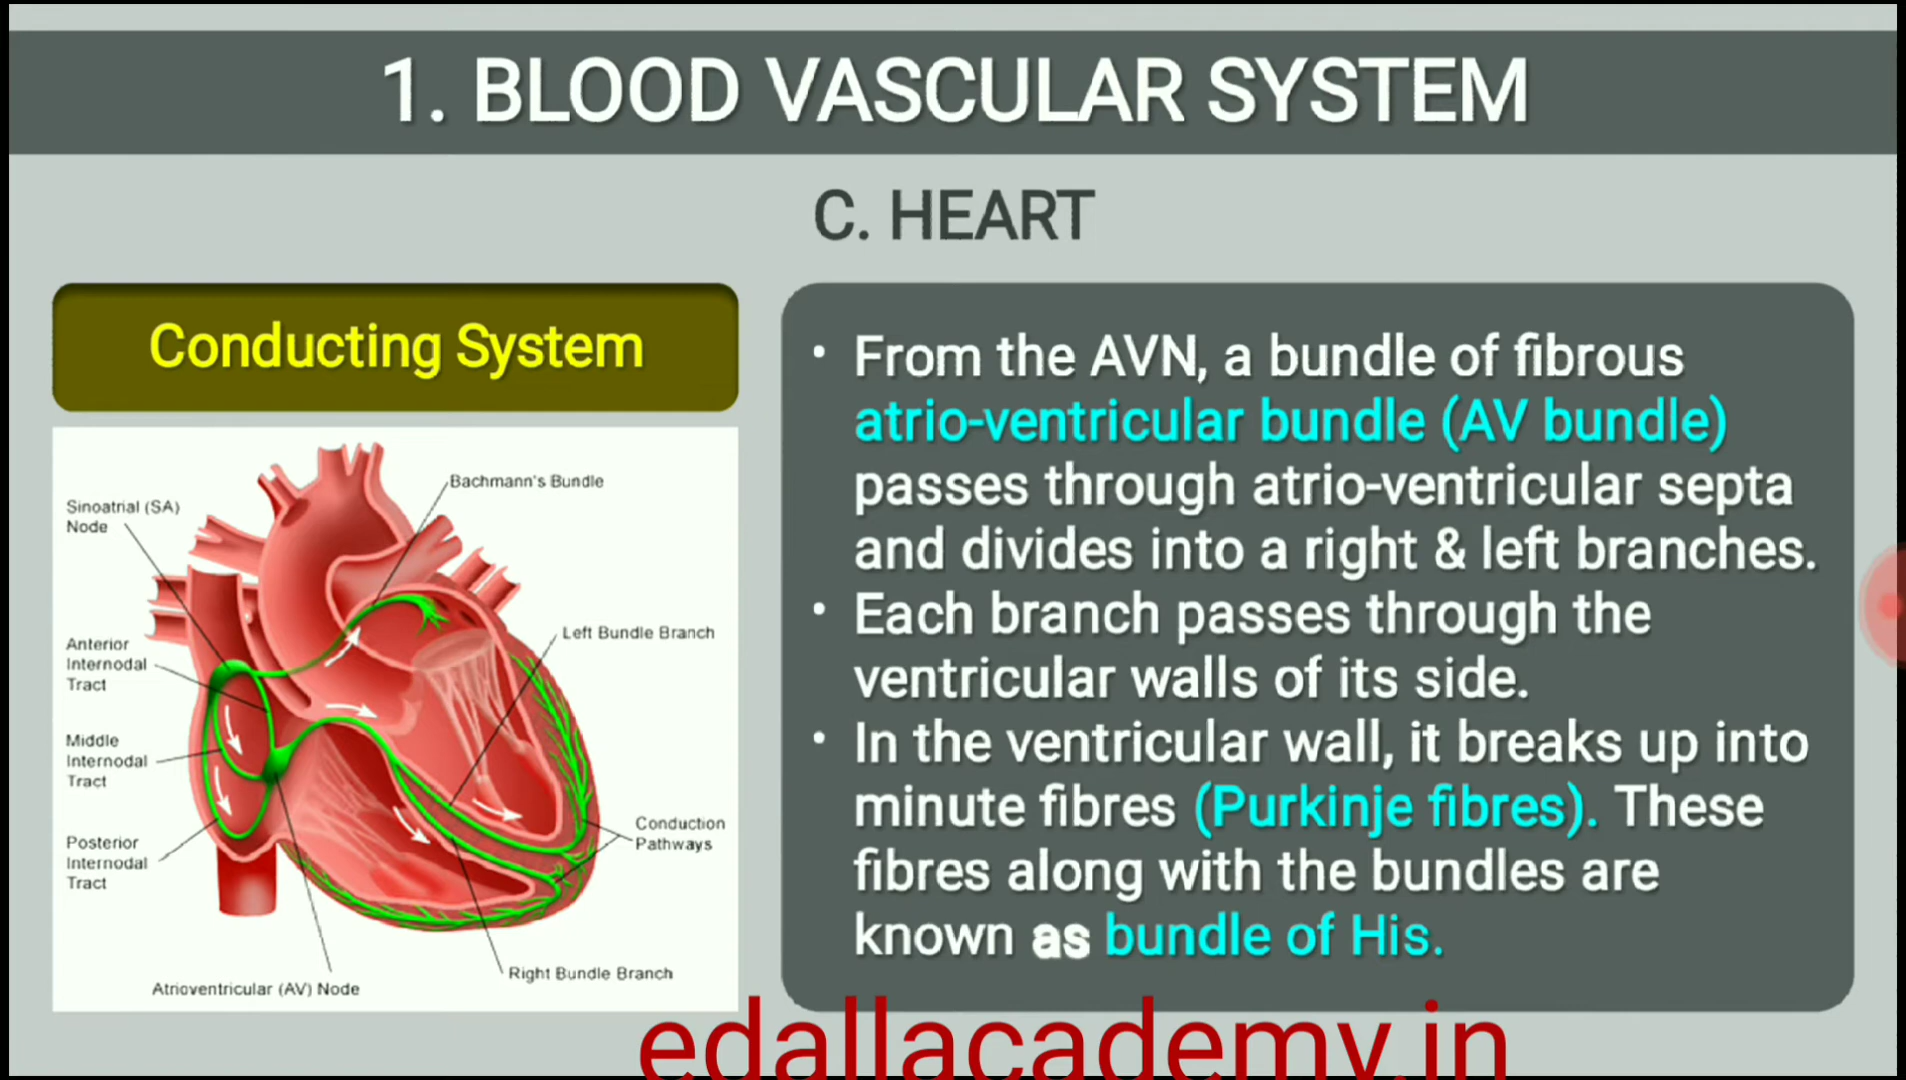 1. BLOOD VASCULAR SYSTEM
C. HEART
Conducting System
Sinoatrial (SA)
Node
Bachmann's Bundle
Left Bundle Branch
Anterior
Internodal
Tract
Middle
Internodal
Tract
Posterior
Internodal
Tract
Conduction
Pathways
Right Bundle Branch
Atrioventricular (AV) Node
• From the AVN, a bundle of fibrous
atrio-ventricular bundle (AV bundle)
passes through atrio-ventricular septa
and divides into a right & left branches.
• Each branch passes through the
ventricular walls of its side.
• In the ventricular wall, it breaks up into
minute fibres (Purkinje fibres). These
fibres along with the bundles are
known as bundle of His.
edallacademy.in